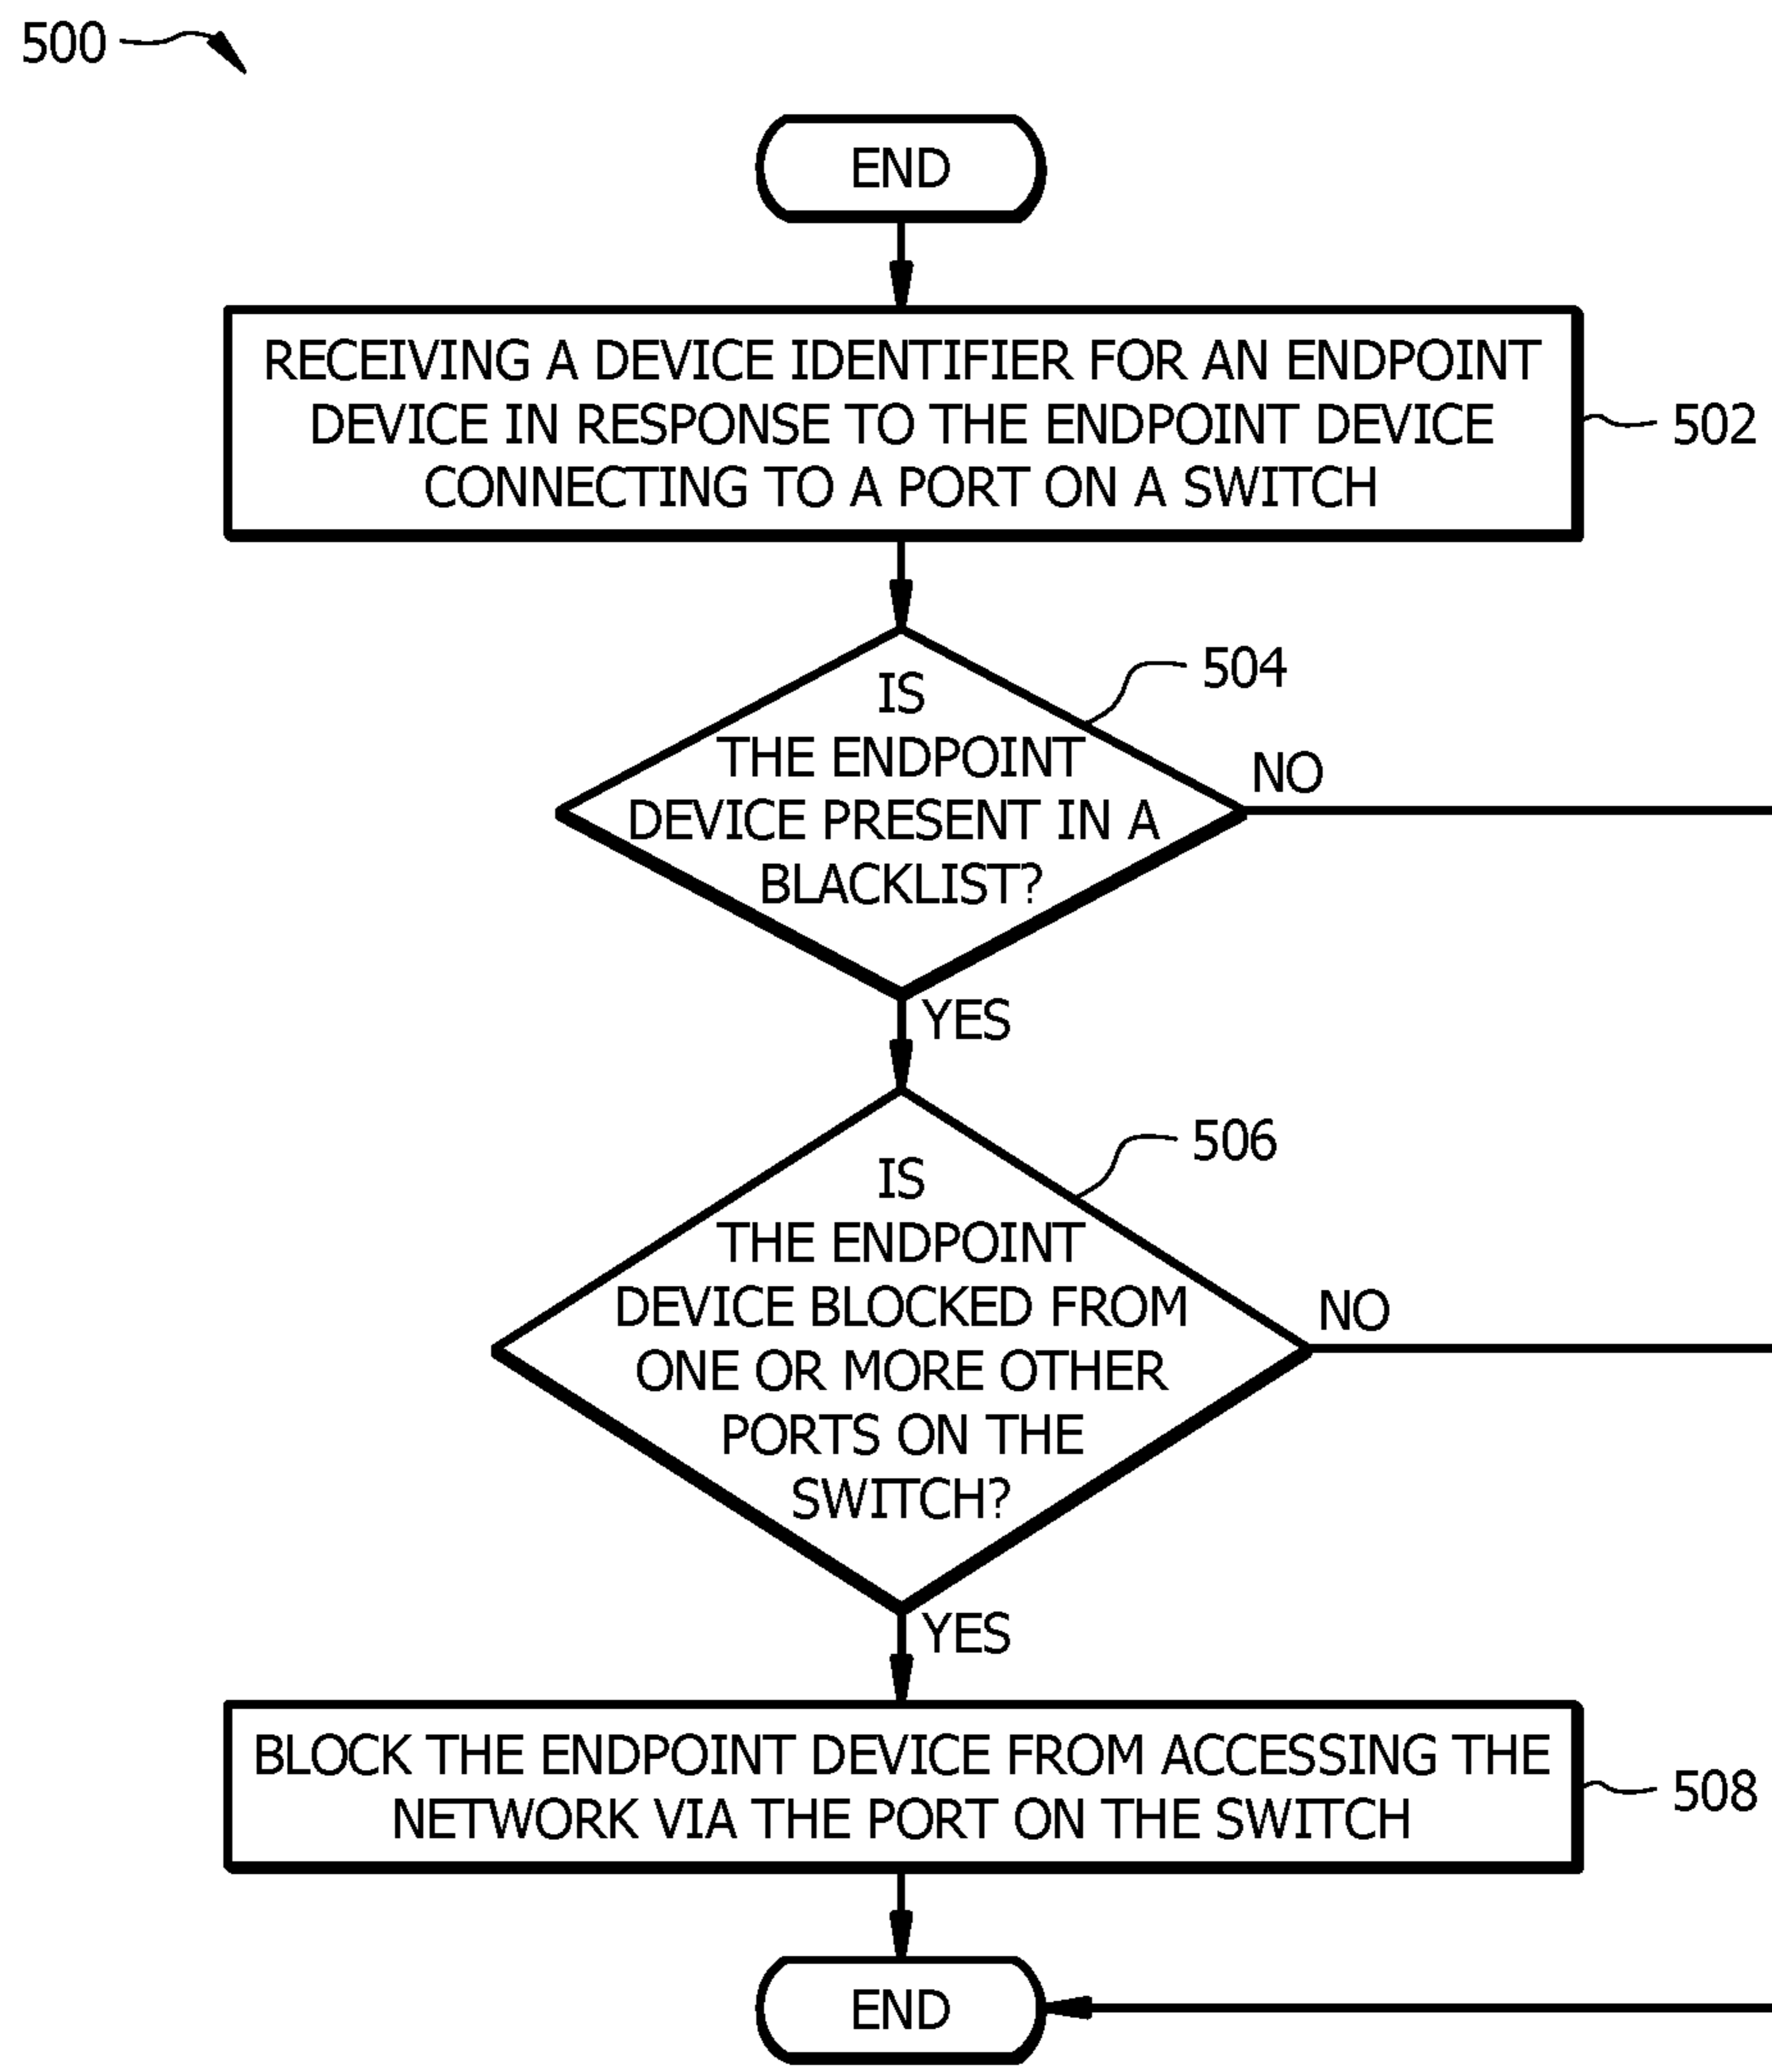 500
END
RECEIVING A DEVICE IDENTIFIER FOR AN ENDPOINT
DEVICE IN RESPONSE TO THE ENDPOINT DEVICE
CONNECTING TO A PORT ON A SWITCH
502
504
IS
THE ENDPOINT
DEVICE PRESENT IN A
BLACKLIST?
NO
YES
506
IS
THE ENDPOINT
DEVICE BLOCKED FROM
ONE OR MORE OTHER
PORTS ON THE
SWITCH?
NO
YES
BLOCK THE ENDPOINT DEVICE FROM ACCESSING THE
NETWORK VIA THE PORT ON THE SWITCH
508
END